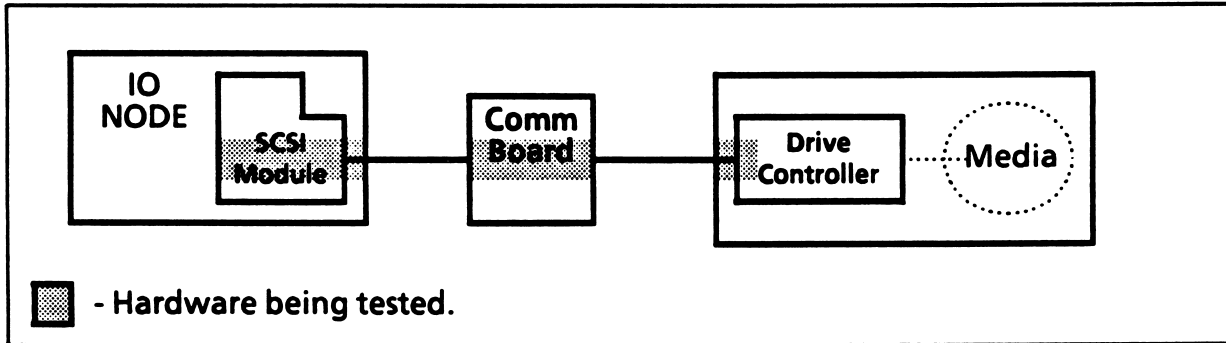 IO
NODE
SCSI
Module
Comm
Board
Drive
Controller
Media
- Hardware being tested.